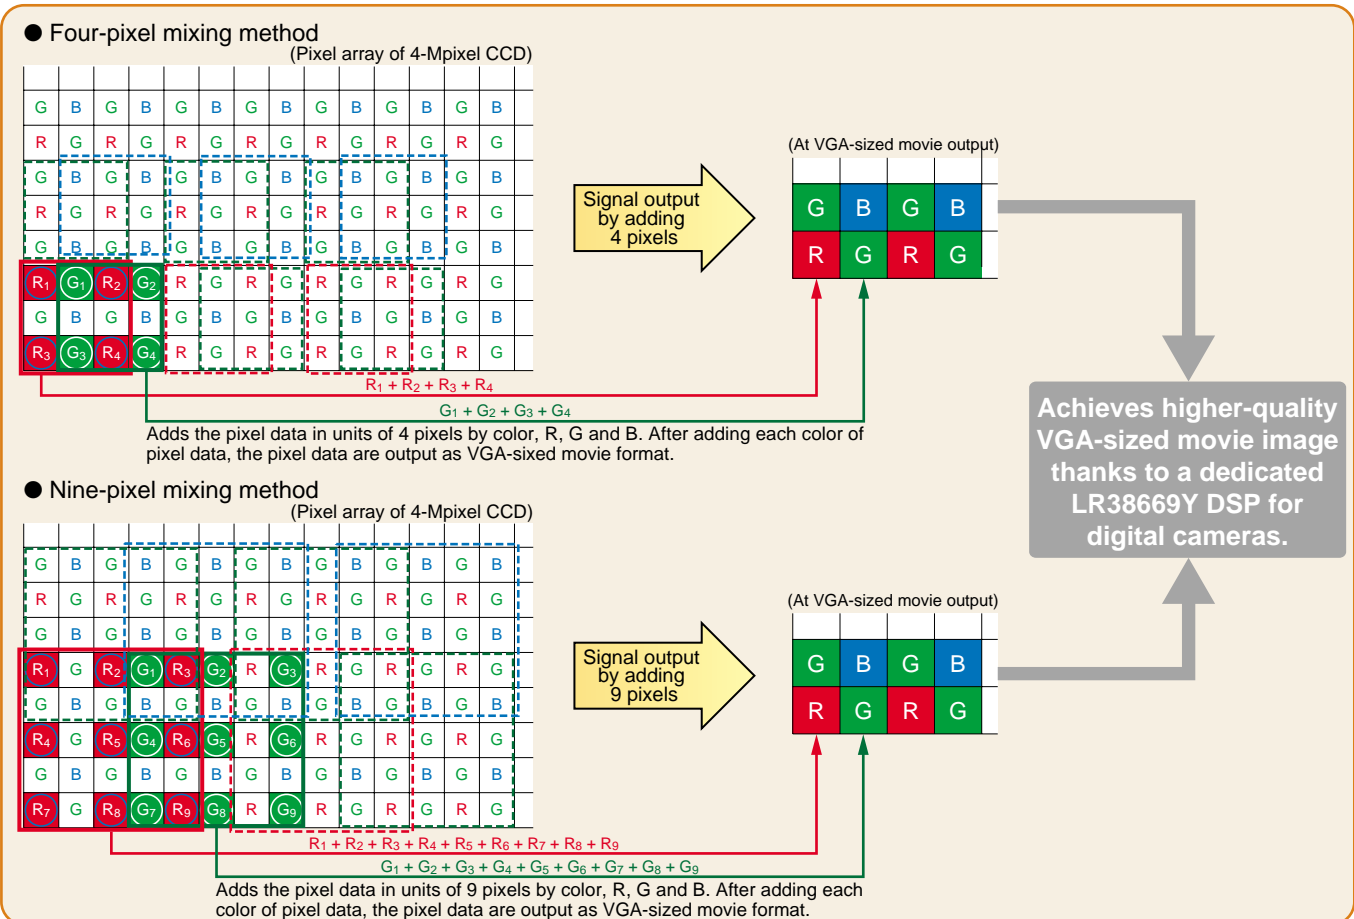 ● Four-pixel mixing method
(Pixel array of 4-Mpixel CCD)
G B G B G B G B G B G B G B
R G R G R G R G R G R G R G
G B G B G B G B G B G B G B
R G R G R G R G R G R G R G
G B G B G B G B G B G B G B
R1 G1 R2 G2 R G R G R G R G R G
G B G B G B G B G B G B G B
R3 G3 R4 G4 R G R G R G R G R G
R1 + R2 + R3 + R4
G1 + G2 + G3 + G4
Adds the pixel data in units of 4 pixels by color, R, G and B. After adding each color of
pixel data, the pixel data are output as VGA-sixed movie format.
Signal output
by adding
4 pixels
(At VGA-sized movie output)
G B G B
R G R G
● Nine-pixel mixing method
(Pixel array of 4-Mpixel CCD)
G B G B G B G B G B G B G B
R G R G R G R G R G R G R G
G B G B G B G B G B G B G B
R1 G R2 G1 R3 G2 R G3 R G R G R G
G B G B G B G B G B G B G B
R4 G R5 G4 R6 G5 R G6 R G R G R G
G B G B G B G B G B G B G B
R7 G R8 G7 R9 G8 R G9 R G R G R G
R1 + R2 + R3 + R4 + R5 + R6 + R7 + R8 + R9
G1 + G2 + G3 + G4 + G5 + G6 + G7 + G8 + G9
Adds the pixel data in units of 9 pixels by color, R, G and B. After adding each
color of pixel data, the pixel data are output as VGA-sized movie format.
Signal output
by adding
9 pixels
(At VGA-sized movie output)
G B G B
R G R G
Achieves higher-quality
VGA-sized movie image
thanks to a dedicated
LR38669Y DSP for
digital cameras.